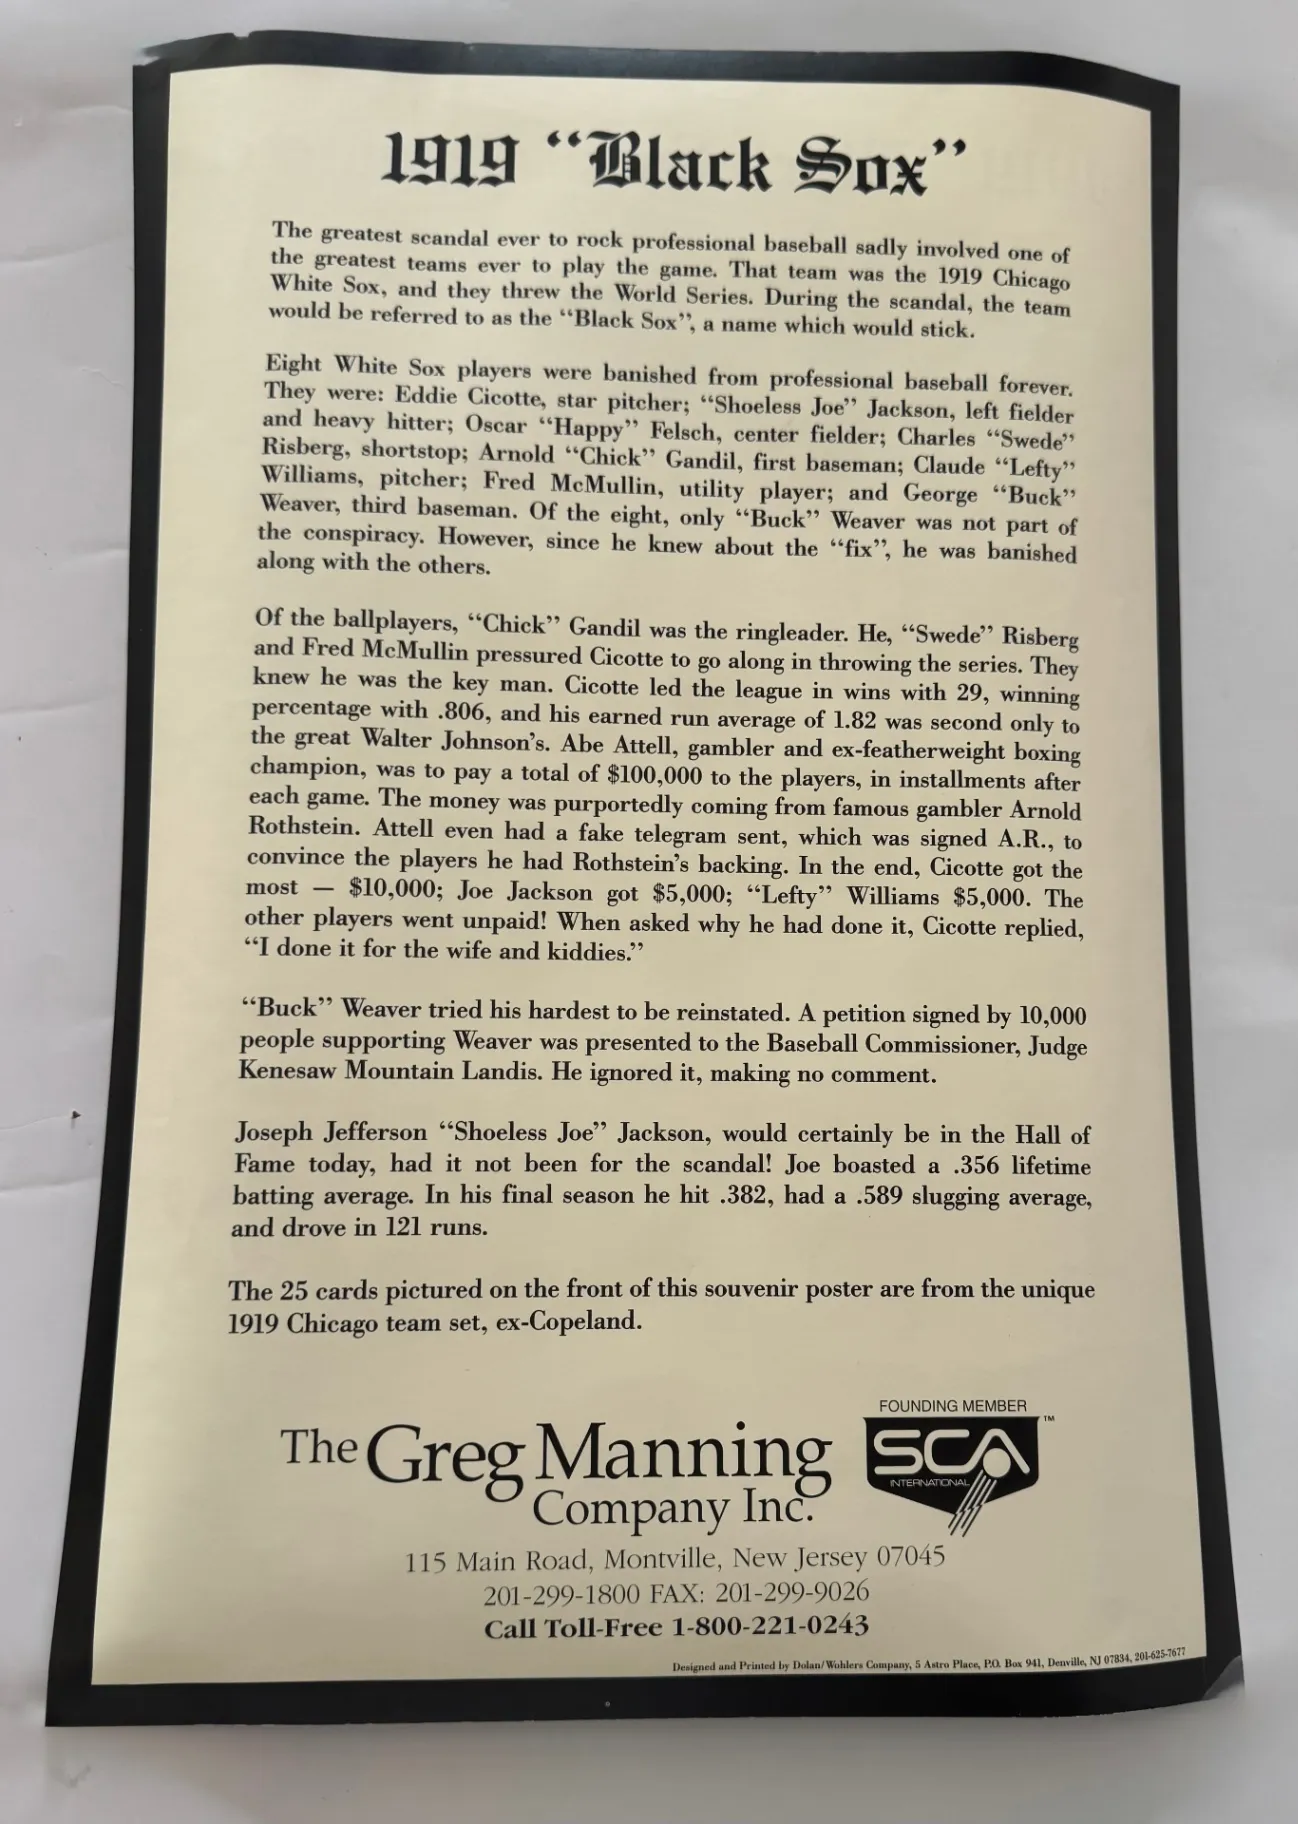 1919 “Black Sox”
The greatest scandal ever to rock professional baseball sadly involved one of
the greatest teams ever to play the game. That team was the 1919 Chicago
White Sox, and they threw the World Series. During the scandal, the team
would be referred to as the “Black Sox”, a name which would stick.
Eight White Sox players were banished from professional baseball forever.
They were: Eddie Cicotte, star pitcher; “Shoeless Joe” Jackson, left fielder
and heavy hitter; Oscar “Happy” Felsch, center fielder; Charles “Swede”
Risberg, shortstop; Arnold “Chick” Gandil, first baseman; Claude “Lefty”
Williams, pitcher; Fred McMullin, utility player; and George “Buck”
Weaver, third baseman. Of the eight, only “Buck” Weaver was not part of
the conspiracy. However, since he knew about the “fix”, he was banished
along with the others.
Of the ballplayers, “Chick” Gandil was the ringleader. He, “Swede” Risberg
and Fred McMullin pressured Cicotte to go along in throwing the series. They
knew he was the key man. Cicotte led the league in wins with 29, winning
percentage with .806, and his earned run average of 1.82 was second only to
the great Walter Johnson’s. Abe Attell, gambler and ex-featherweight boxing
champion, was to pay a total of $100,000 to the players, in installments after
each game. The money was purportedly coming from famous gambler Arnold
Rothstein. Attell even had a fake telegram sent, which was signed A.R., to
convince the players he had Rothstein’s backing. In the end, Cicotte got the
most — $10,000; Joe Jackson got $5,000; “Lefty” Williams $5,000. The
other players went unpaid! When asked why he had done it, Cicotte replied,
“I done it for the wife and kiddies.”
“Buck” Weaver tried his hardest to be reinstated. A petition signed by 10,000
people supporting Weaver was presented to the Baseball Commissioner, Judge
Kenesaw Mountain Landis. He ignored it, making no comment.
Joseph Jefferson “Shoeless Joe” Jackson, would certainly be in the Hall of
Fame today, had it not been for the scandal! Joe boasted a .356 lifetime
batting average. In his final season he hit .382, had a .589 slugging average,
and drove in 121 runs.
The 25 cards pictured on the front of this souvenir poster are from the unique
1919 Chicago team set, ex-Copeland.
The Greg Manning
Company Inc.
FOUNDING MEMBER
SCA TM
INTERNATIONAL
115 Main Road, Montville, New Jersey 07045
201-299-1800 FAX: 201-299-9026
Call Toll-Free 1-800-221-0243
Designed and Printed by Dolan/Wohlers Company, 5 Astro Place, P.O. Box 941, Denville, NJ 07834, 201-625-7677